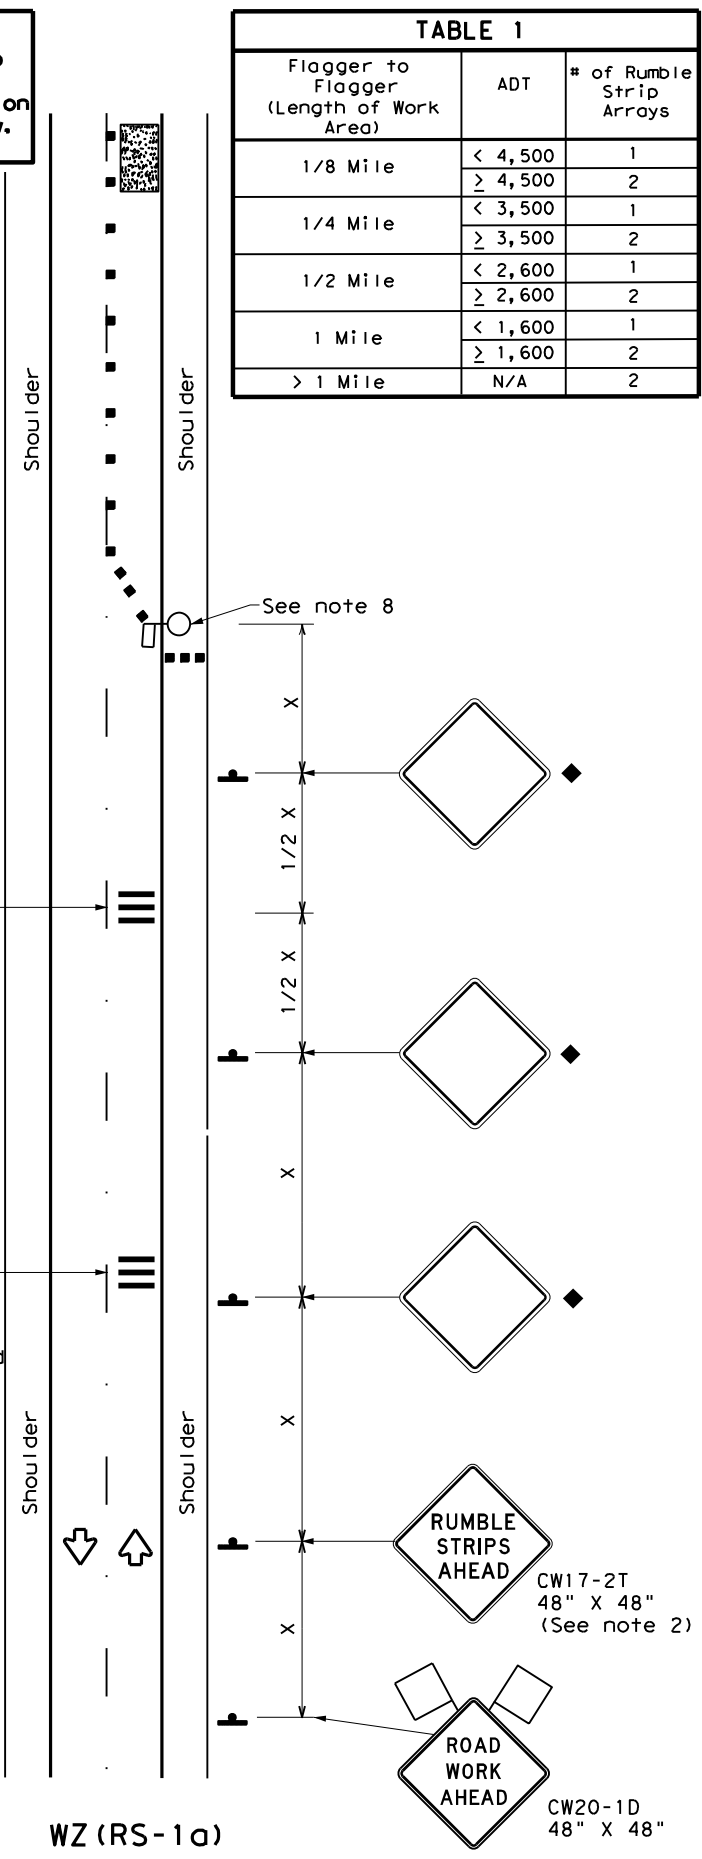 on
TABLE 1
Flagger to
Flagger
(Length of Work
Area)
ADT
# of Rumble
Strip
Arrays
1/8 Mile
< 4,500
1
≥ 4,500
2
1/4 Mile
< 3,500
1
≥ 3,500
2
1/2 Mile
< 2,600
1
≥ 2,600
2
1 Mile
< 1,600
1
≥ 1,600
2
> 1 Mile
N/A
2
Shoulder
Shoulder
See note 8
X
1/2 X
1/2 X
X
X
Shoulder
Shoulder
RUMBLE
STRIPS
AHEAD
CW17-2T
48" X 48"
(See note 2)
X
ROAD
WORK
AHEAD
CW20-1D
48" X 48"
WZ(RS-1a)